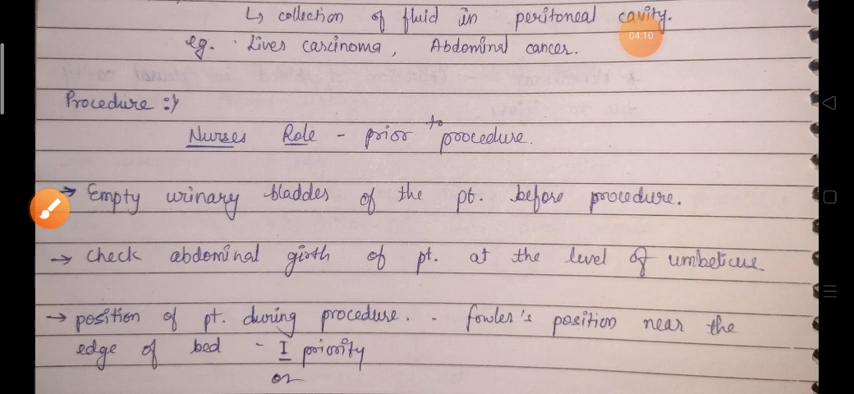 ↳ collection of fluid in peritoneal cavity.
eg. Liver carcinoma, Abdominal cancer.
04:10
Procedure :→
Nurses Role - prior to procedure.
→ Empty urinary bladder of the pt. before procedure.
→ check abdominal girth of pt. at the level of umbelicus
→ position of pt. during procedure. - fowler's position near the
edge of bed - I priority
or